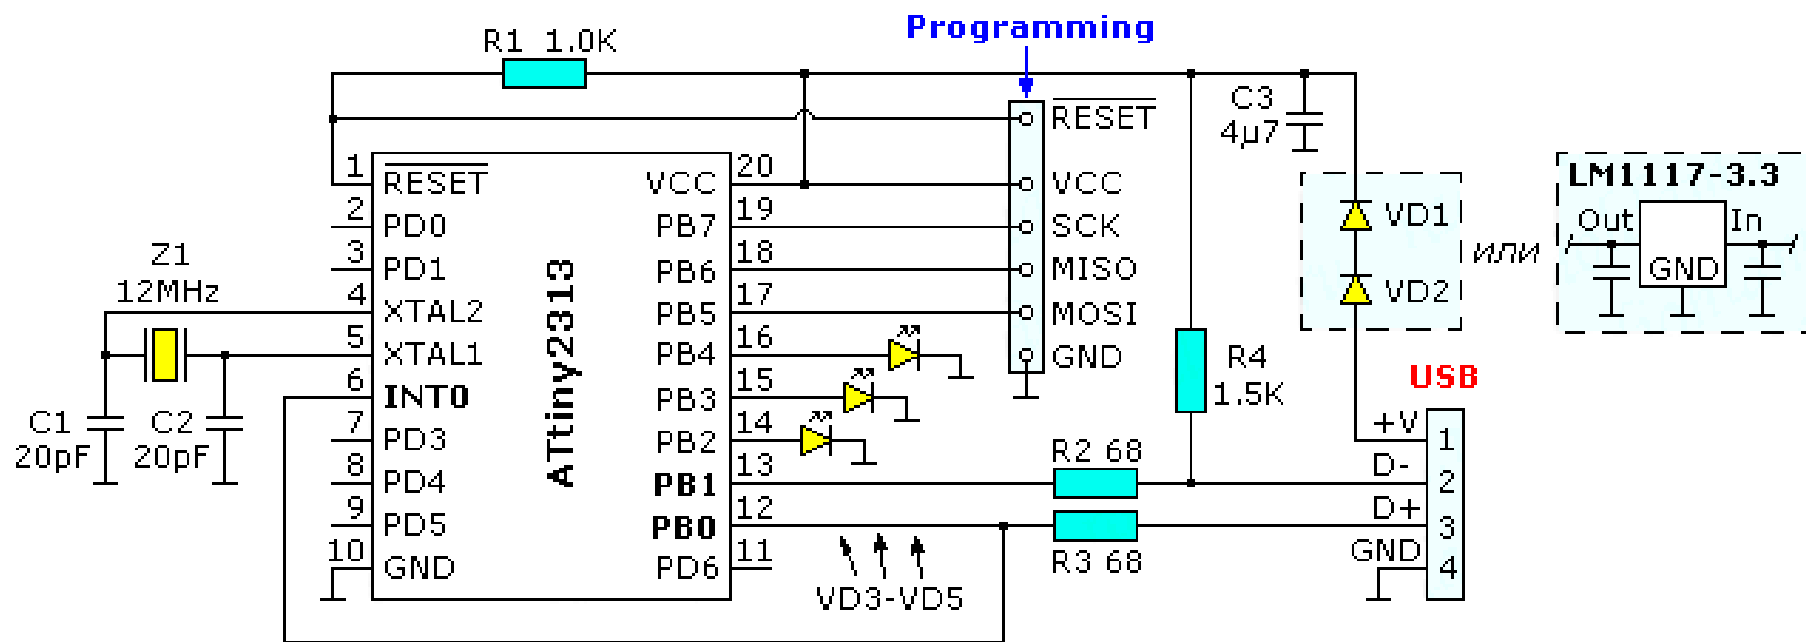 Programming
R1 1.0K
C3
4µ7
RESET
VCC
SCK
MISO
MOSI
GND
1
2
3
4
5
6
7
8
9
10
RESET
PD0
PD1
XTAL2
XTAL1
INT0
PD3
PD4
PD5
GND
ATtiny2313
VCC
PB7
PB6
PB5
PB4
PB3
PB2
PB1
PB0
PD6
20
19
18
17
16
15
14
13
12
11
Z1
12MHz
C1
20pF
C2
20pF
VD1
VD2
или
LM1117-3.3
Out
In
GND
R4
1.5K
R2 68
R3 68
VD3-VD5
USB
+V
D-
D+
GND
1
2
3
4